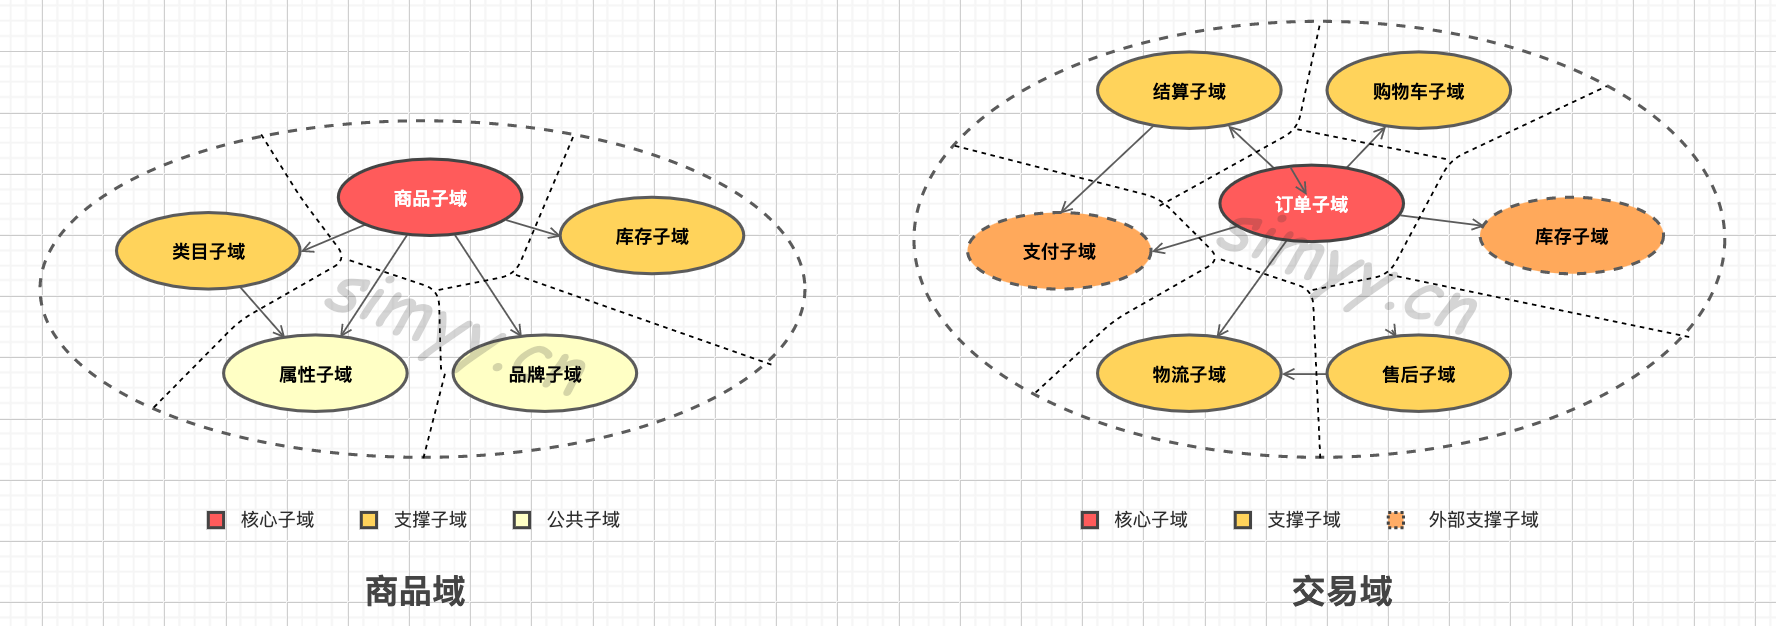 商品子域
类目子域
库存子域
属性子域
品牌子域
simyy.cn
核心子域
支撑子域
公共子域
商品域
结算子域
购物车子域
订单子域
支付子域
库存子域
simyy.cn
物流子域
售后子域
核心子域
支撑子域
外部支撑子域
交易域